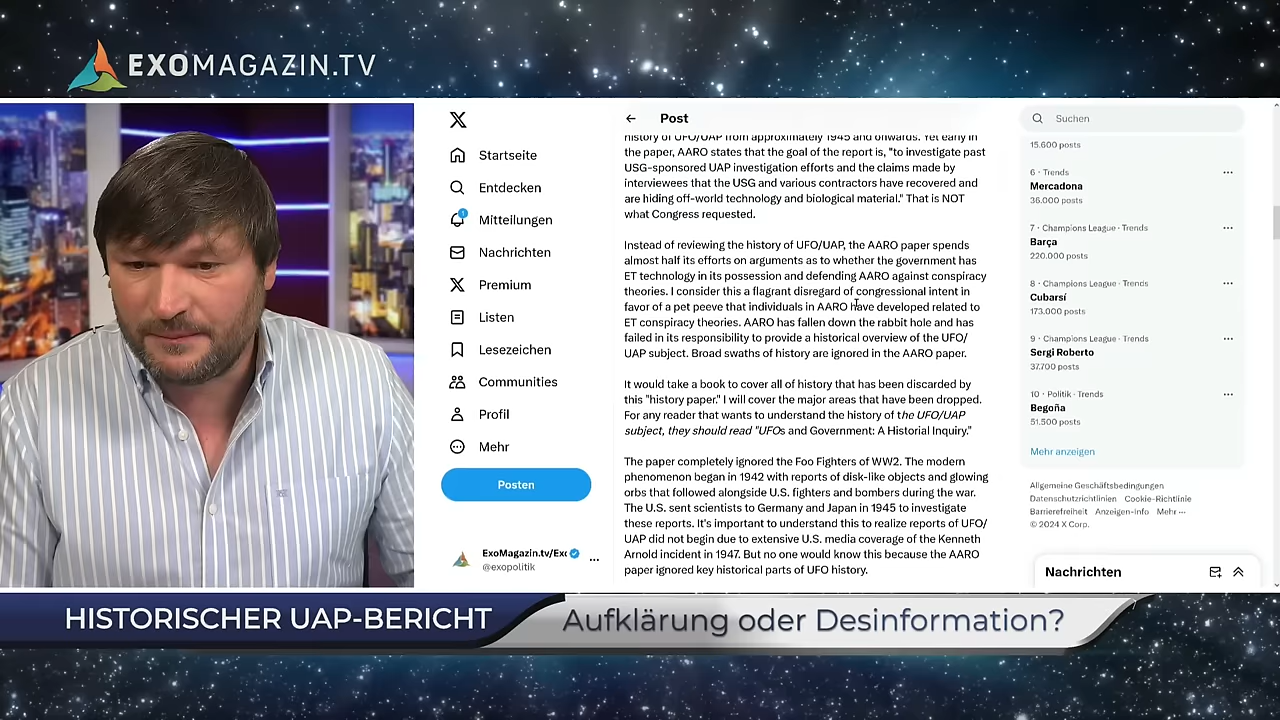 EXOMAGAZIN.TV
Startseite
Entdecken
Mitteilungen
1
Nachrichten
Premium
Listen
Lesezeichen
Communities
Profil
Mehr
Posten
ExoMagazin.tv/Exo
@exopolitik
Post
history of UFO/UAP from approximately 1945 and onwards. Yet early in
the paper, AARO states that the goal of the report is, "to investigate past
USG-sponsored UAP investigation efforts and the claims made by
interviewees that the USG and various contractors have recovered and
are hiding off-world technology and biological material." That is NOT
what Congress requested.
Instead of reviewing the history of UFO/UAP, the AARO paper spends
almost half its efforts on arguments as to whether the government has
ET technology in its possession and defending AARO against conspiracy
theories. I consider this a flagrant disregard of congressional intent in
favor of a pet peeve that individuals in AARO have developed related to
ET conspiracy theories. AARO has fallen down the rabbit hole and has
failed in its responsibility to provide a historical overview of the UFO/
UAP subject. Broad swaths of history are ignored in the AARO paper.
It would take a book to cover all of history that has been discarded by
this "history paper." I will cover the major areas that have been dropped.
For any reader that wants to understand the history of the UFO/UAP
subject, they should read "UFOs and Government: A Historial Inquiry."
The paper completely ignored the Foo Fighters of WW2. The modern
phenomenon began in 1942 with reports of disk-like objects and glowing
orbs that followed alongside U.S. fighters and bombers during the war.
The U.S. sent scientists to Germany and Japan in 1945 to investigate
these reports. It's important to understand this to realize reports of UFO/
UAP did not begin due to extensive U.S. media coverage of the Kenneth
Arnold incident in 1947. But no one would know this because the AARO
paper ignored key historical parts of UFO history.
Suchen
15.600 posts
6 · Trends
Mercadona
36.000 posts
7 · Champions League · Trends
Barça
220.000 posts
8 · Champions League · Trends
Cubarsí
173.000 posts
9 · Champions League · Trends
Sergi Roberto
37.700 posts
10 · Politik · Trends
Begoña
51.500 posts
Mehr anzeigen
Allgemeine Geschäftsbedingungen
Datenschutzrichtlinien Cookie-Richtlinie
Barrierefreiheit Anzeigen-Info Mehr ···
© 2024 X Corp.
Nachrichten
HISTORISCHER UAP-BERICHT
Aufklärung oder Desinformation?